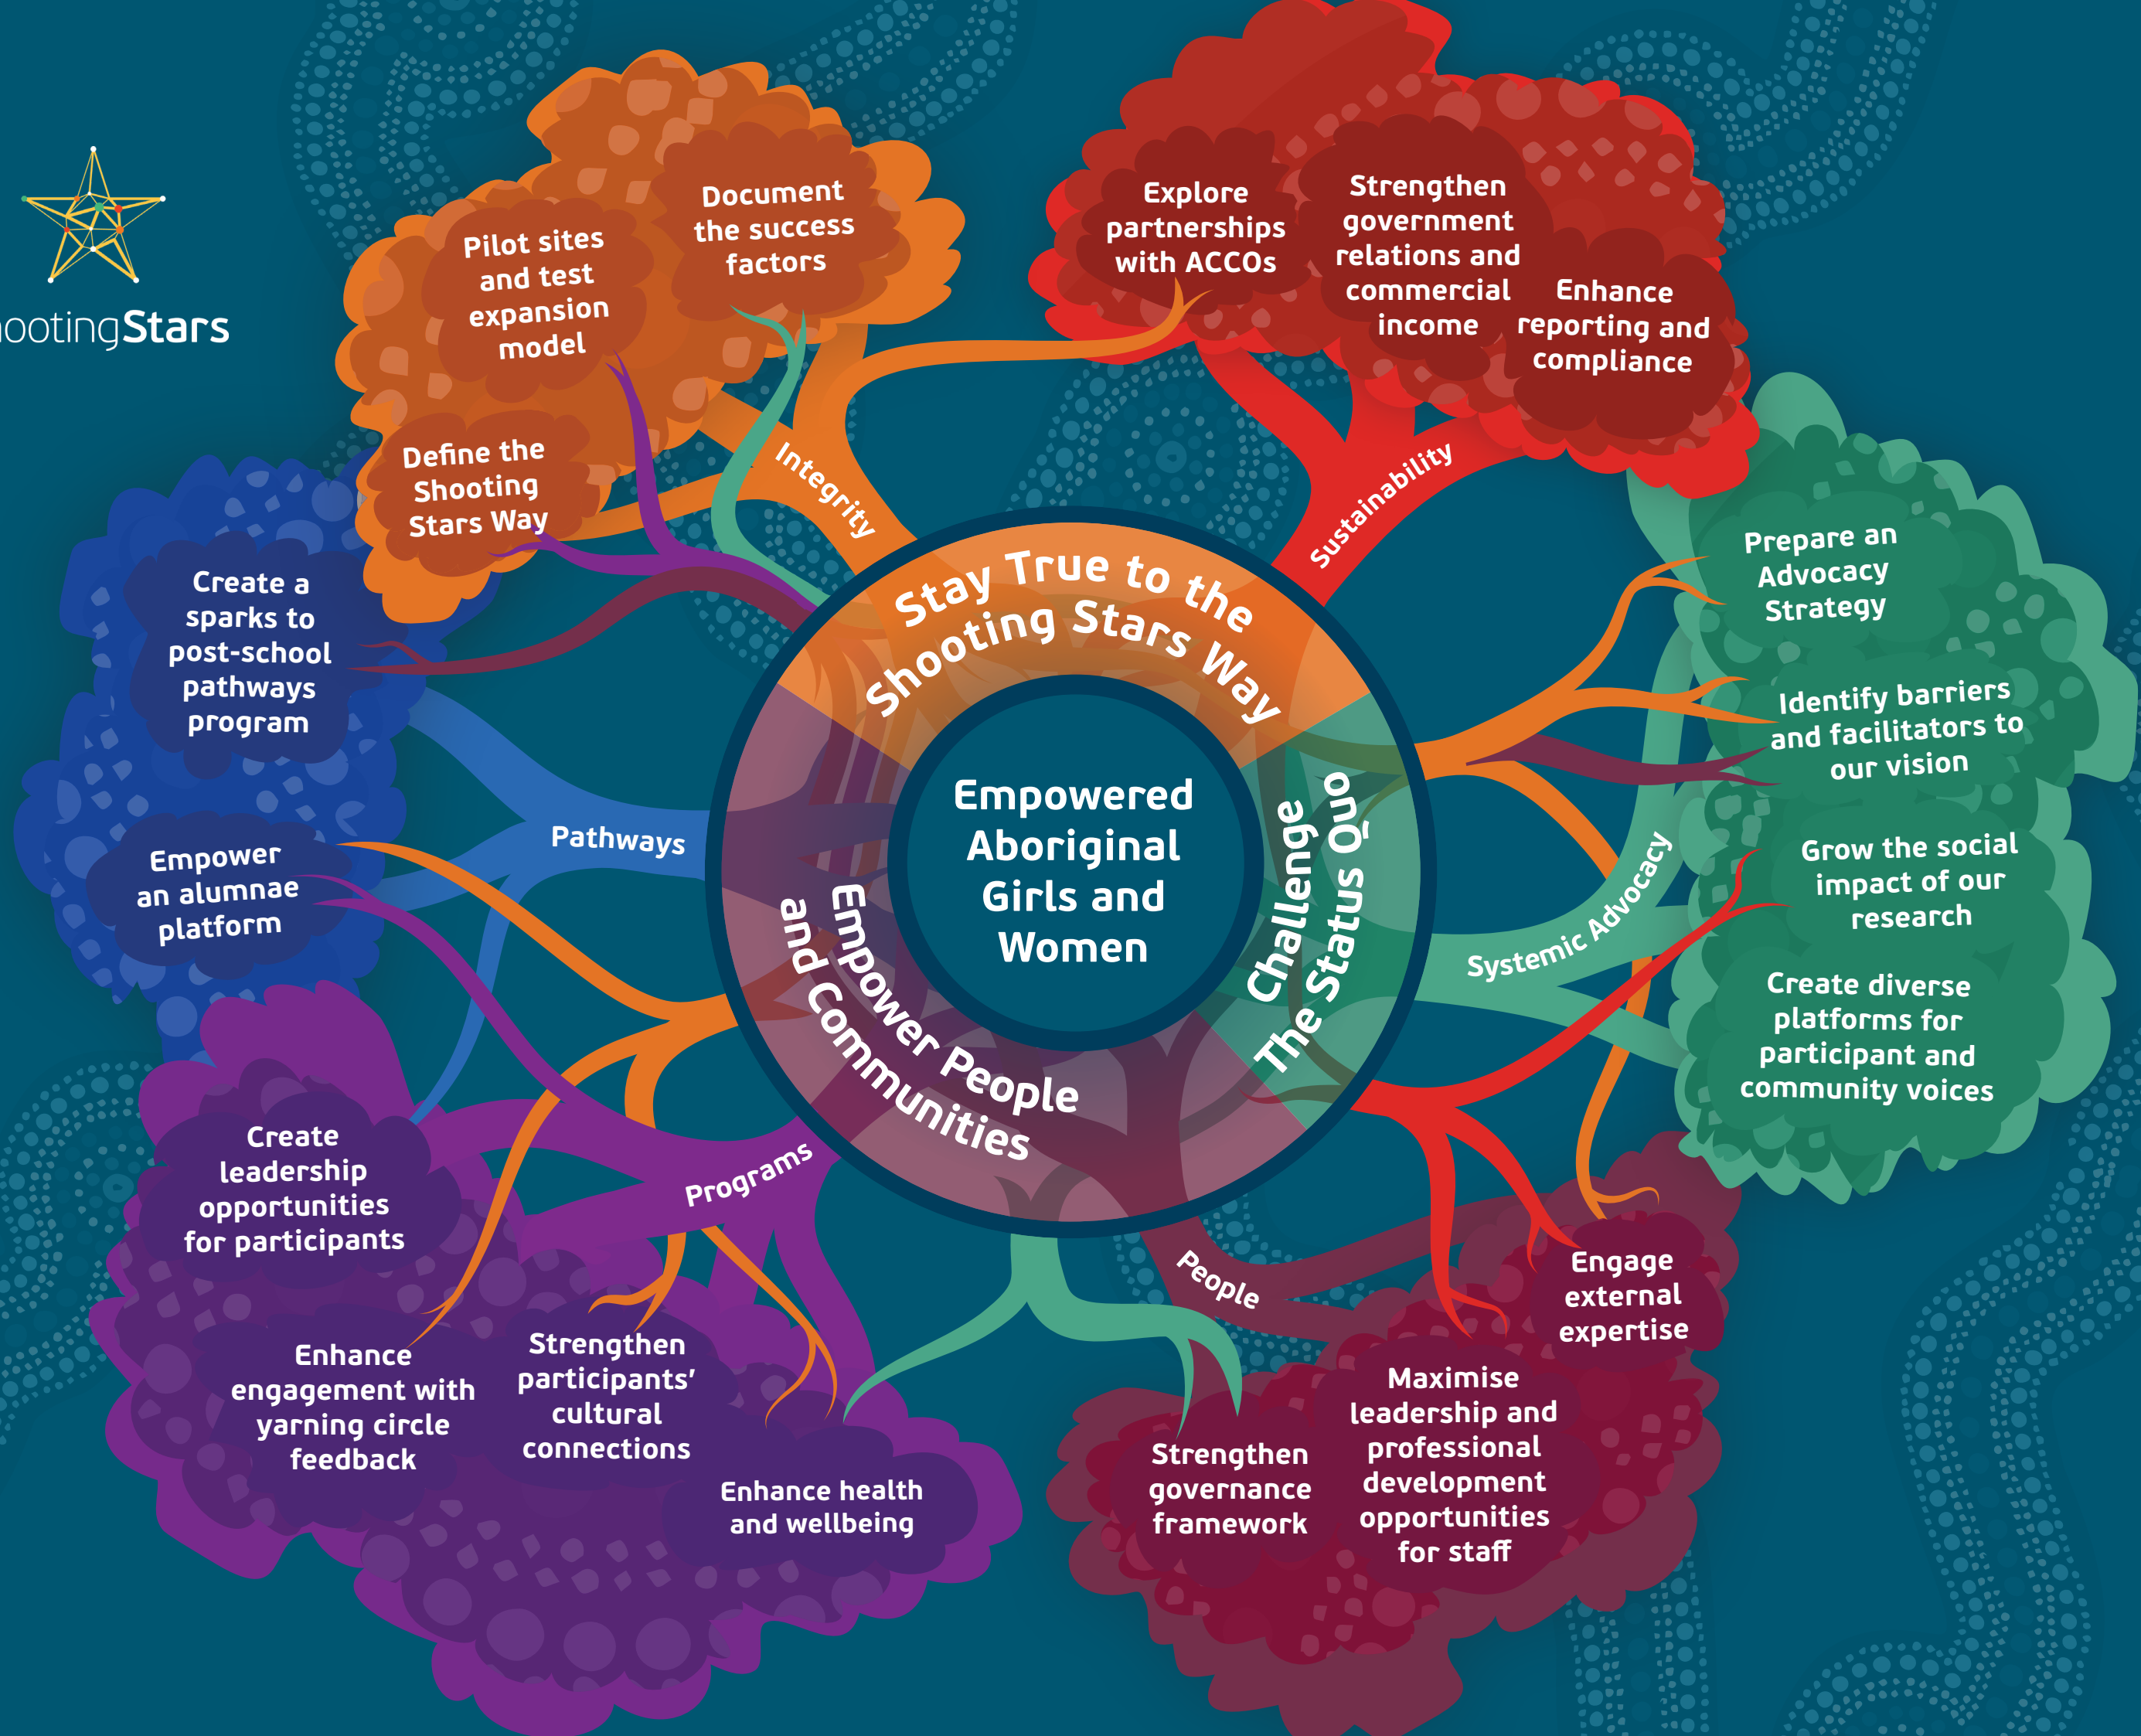 ootingStars
Pilot sites
and test
expansion
model
Document
the success
factors
Define the
Shooting
Stars Way
Integrity
Explore
partnerships
with ACCOs
Strengthen
government
relations and
commercial
income
Enhance
reporting and
compliance
Sustainability
Prepare an
Advocacy
Strategy
Identify barriers
and facilitators to
our vision
Grow the social
impact of our
research
Create diverse
platforms for
participant and
community voices
Systemic Advocacy
Create a
sparks to
post-school
pathways
program
Empower
an alumnae
platform
Pathways
Stay True to the
Shooting Stars Way
Challenge
The Status Quo
Empower People
and Communities
Empowered
Aboriginal
Girls and
Women
Programs
Create
leadership
opportunities
for participants
Enhance
engagement with
yarning circle
feedback
Strengthen
participants’
cultural
connections
Enhance health
and wellbeing
People
Engage
external
expertise
Maximise
leadership and
professional
development
opportunities
for staff
Strengthen
governance
framework